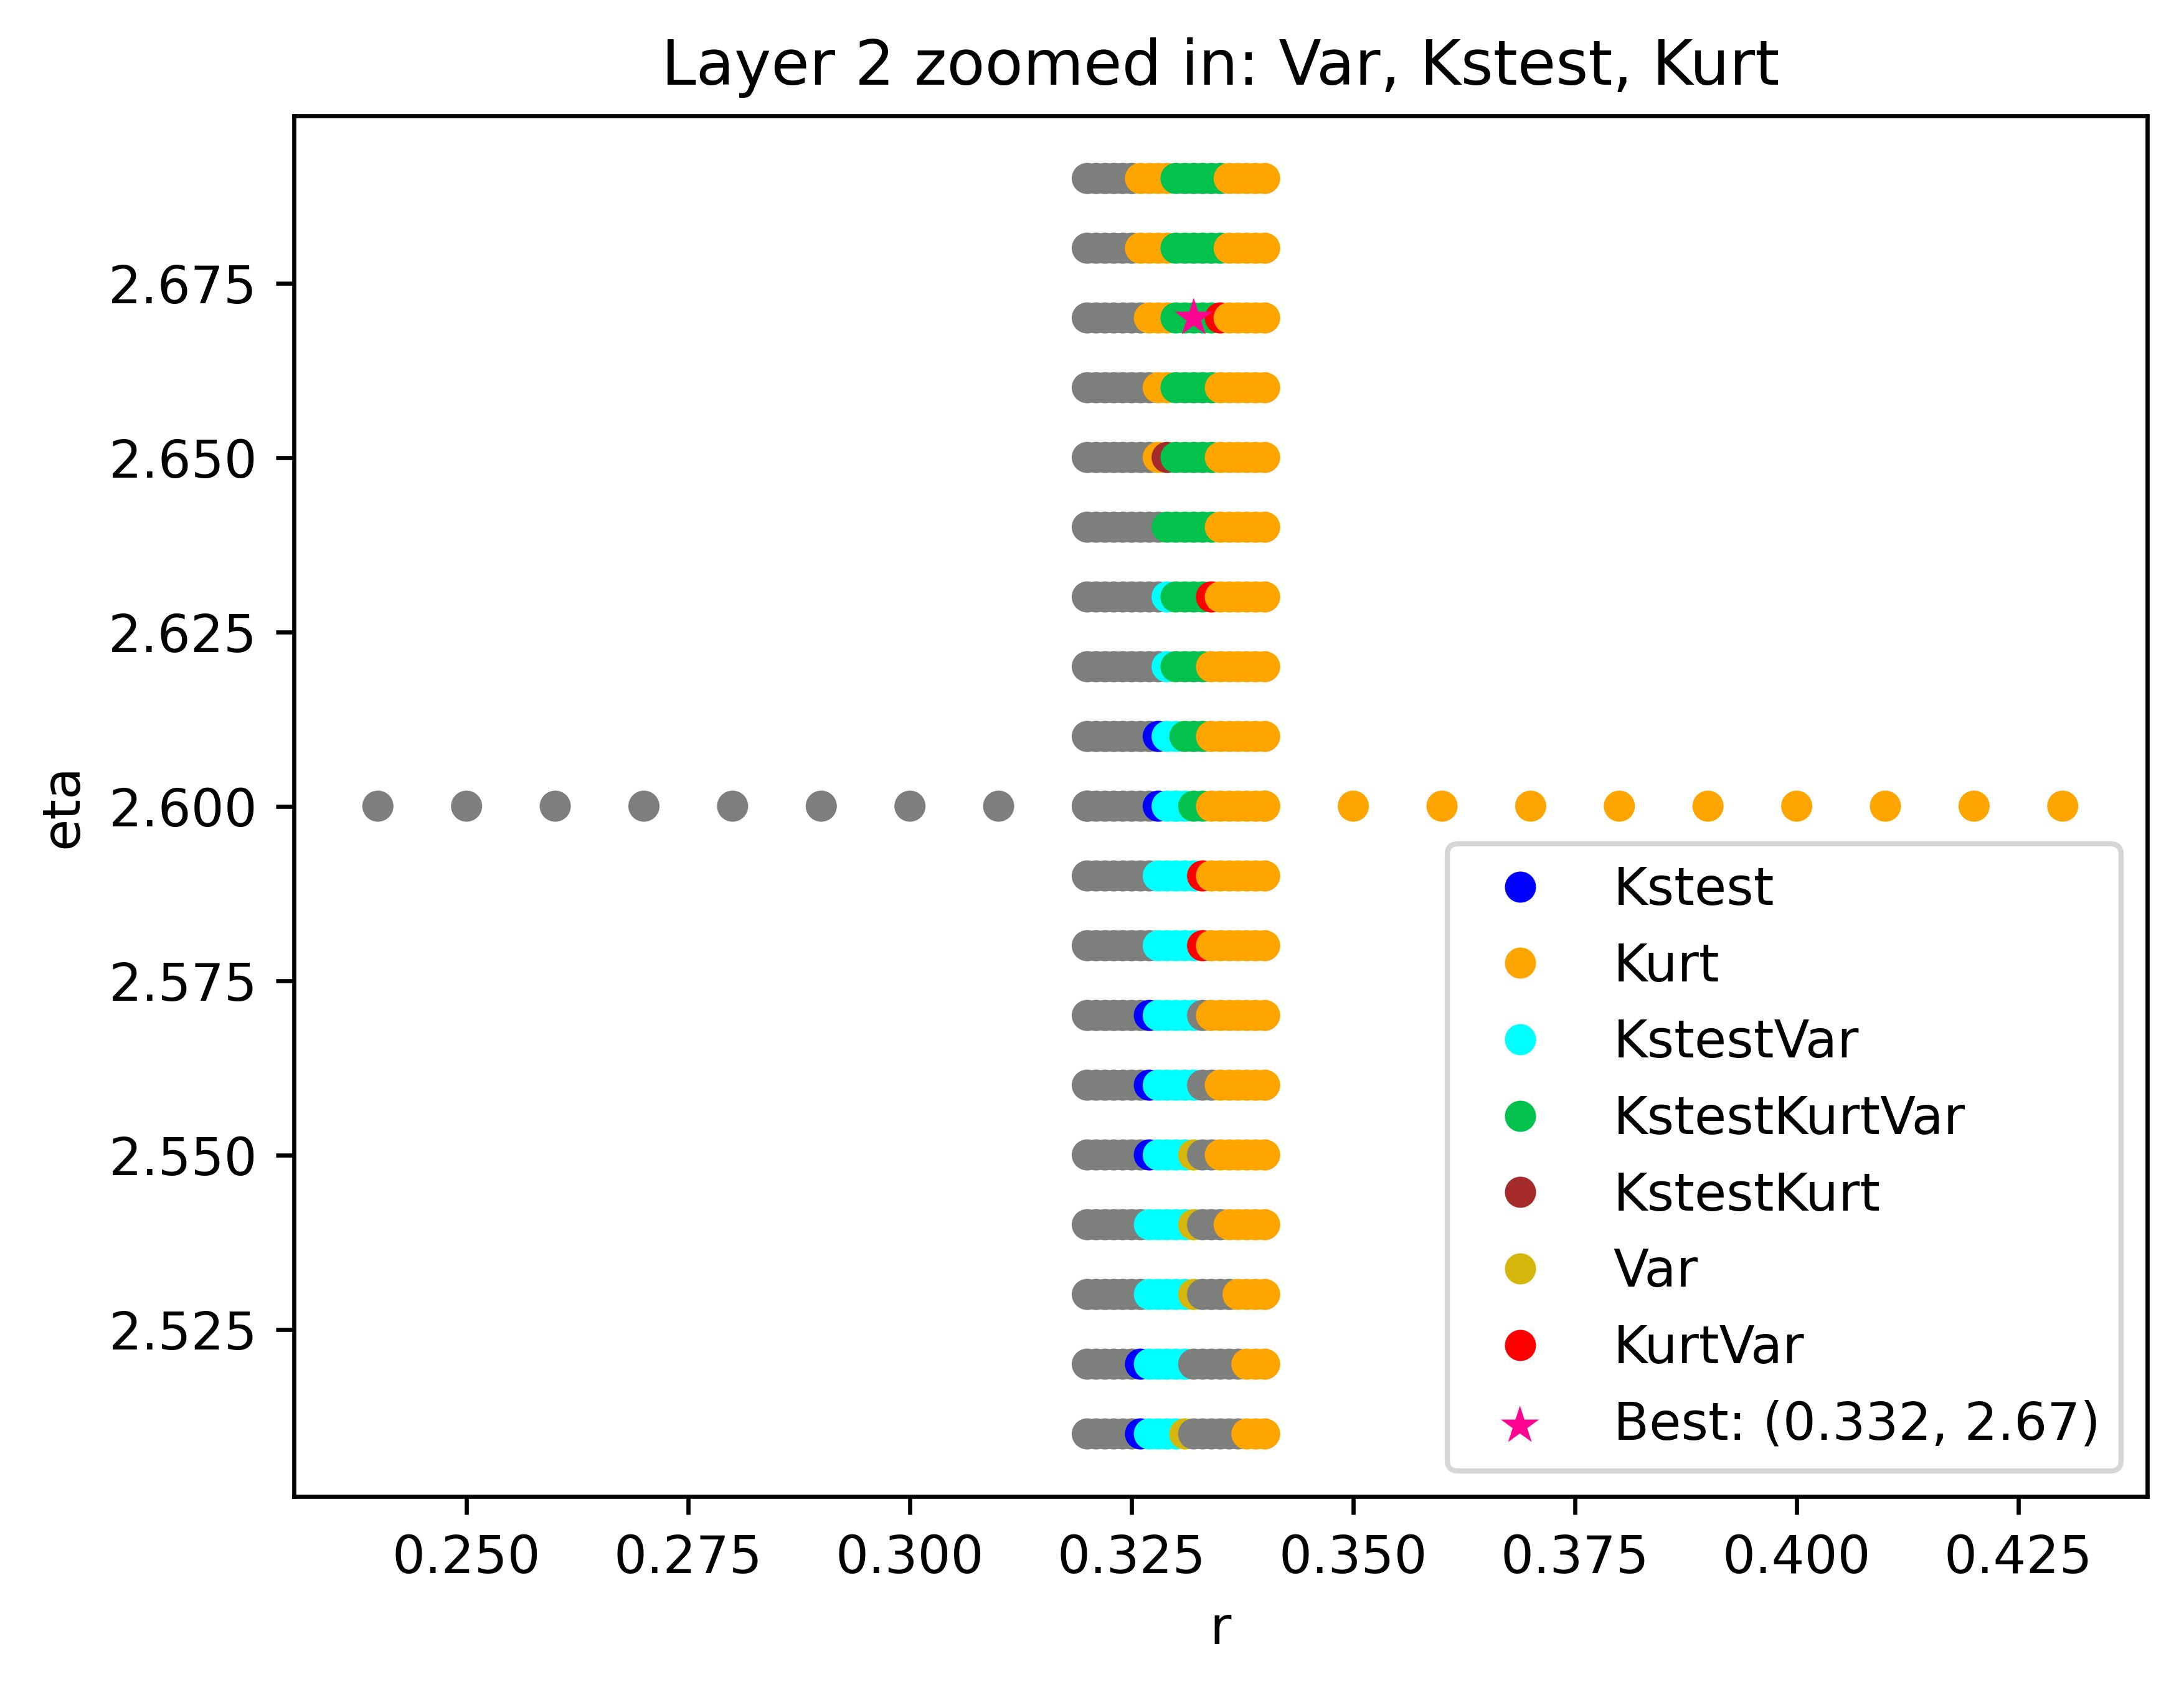 Layer 2 zoomed in: Var, Kstest, Kurt
eta
2.675
2.650
2.625
2.600
2.575
2.550
2.525
Kstest
Kurt
KstestVar
KstestKurtVar
KstestKurt
Var
KurtVar
Best: (0.332, 2.67)
0.250 0.275 0.300 0.325 0.350 0.375 0.400 0.425
r